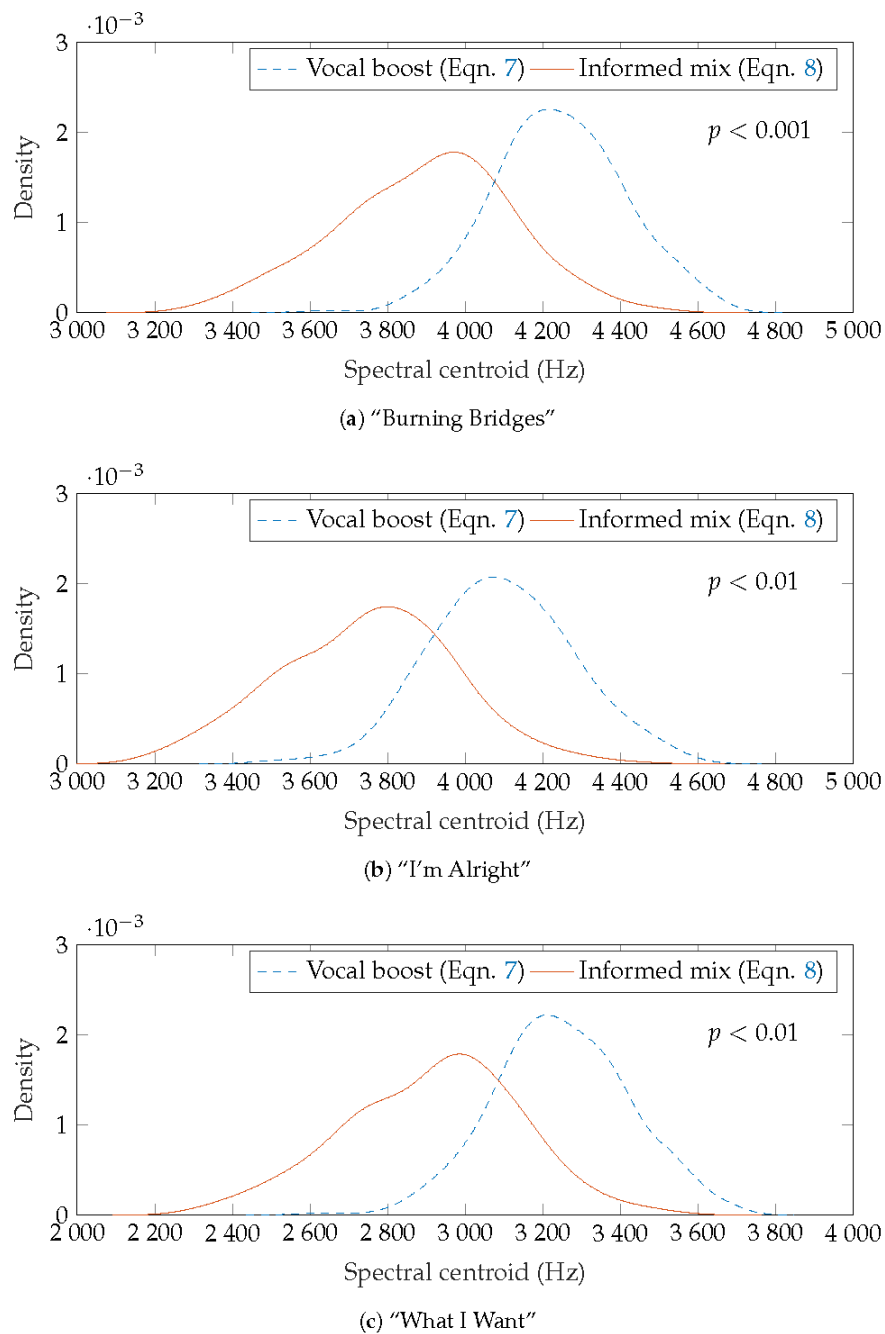 ·10⁻³
3
Vocal boost (Eqn. 7) Informed mix (Eqn. 8)
p < 0.001
2
Density
1
0
3 000 3 200 3 400 3 600 3 800 4 000 4 200 4 400 4 600 4 800 5 000
Spectral centroid (Hz)
(a) “Burning Bridges”
·10⁻³
3
Vocal boost (Eqn. 7) Informed mix (Eqn. 8)
p < 0.01
2
Density
1
0
3 000 3 200 3 400 3 600 3 800 4 000 4 200 4 400 4 600 4 800 5 000
Spectral centroid (Hz)
(b) “I’m Alright”
·10⁻³
3
Vocal boost (Eqn. 7) Informed mix (Eqn. 8)
p < 0.01
2
Density
1
0
2 000 2 200 2 400 2 600 2 800 3 000 3 200 3 400 3 600 3 800 4 000
Spectral centroid (Hz)
(c) “What I Want”